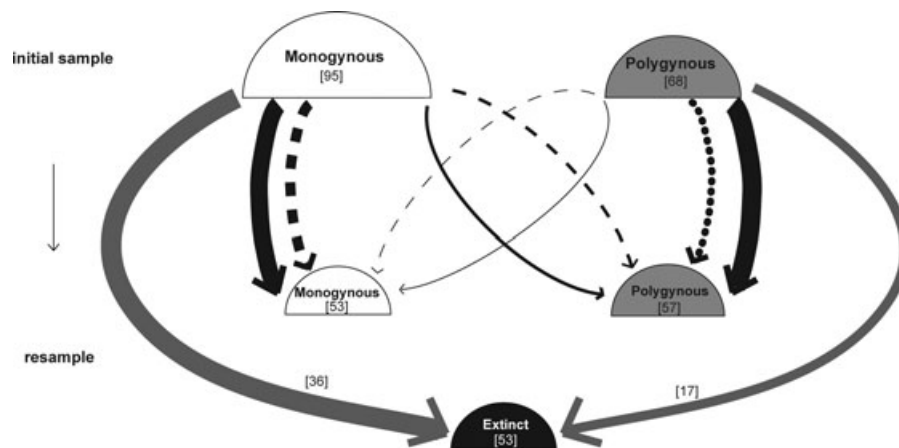 initial sample
Monogynous
[95]
Polygynous
[68]
Monogynous
[53]
Polygynous
[57]
resample
[36]
[17]
Extinct
[53]